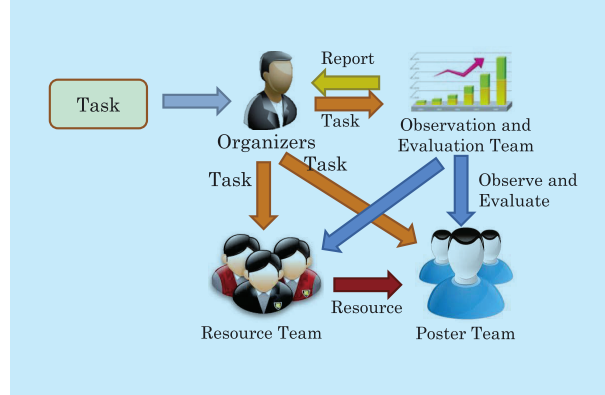 Report
Task
Task
Organizers
Observation and
Evaluation Team
Task
Task
Observe and
Evaluate
Resource
Resource Team
Poster Team